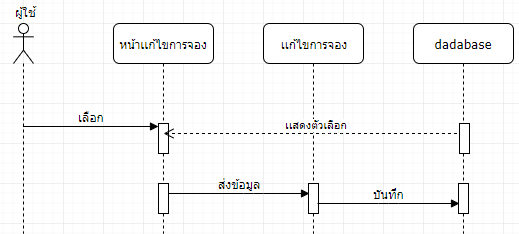 ผู้ใช้
หน้าแก้ไขการจอง
แก้ไขการจอง
dadabase
เลือก
แสดงตัวเลือก
ส่งข้อมูล
บันทึก